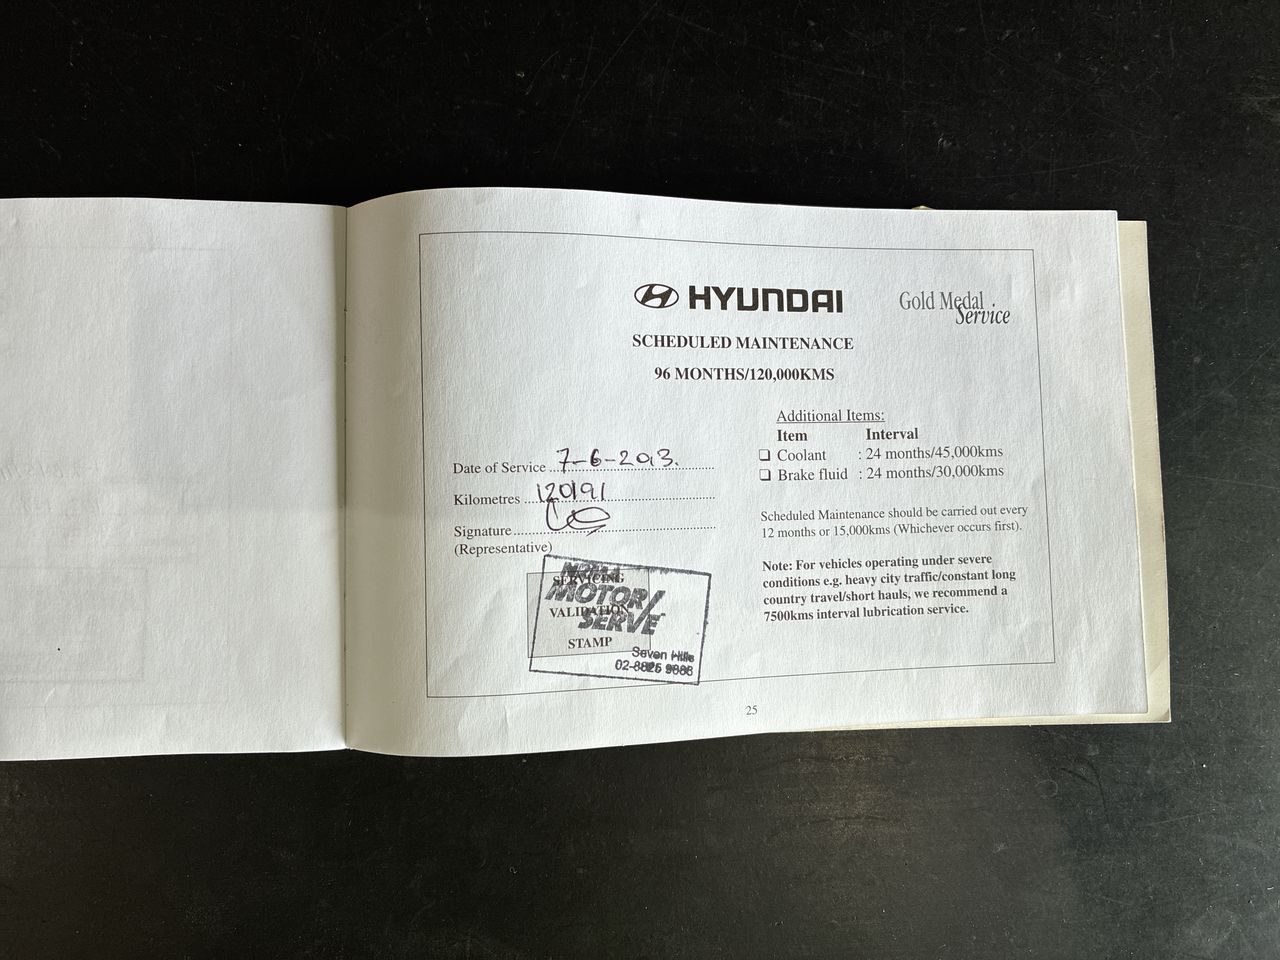 HYUNDAI
Gold Medal
Service
SCHEDULED MAINTENANCE
96 MONTHS/120,000KMS
Additional Items:
Item Interval
❑ Coolant : 24 months/45,000kms
❑ Brake fluid : 24 months/30,000kms
Date of Service 7-6-2013.
Kilometres 120191
Signature
(Representative)
Scheduled Maintenance should be carried out every
12 months or 15,000kms (Whichever occurs first).
Note: For vehicles operating under severe
conditions e.g. heavy city traffic/constant long
country travel/short hauls, we recommend a
7500kms interval lubrication service.
SERVICING
VALIDATION
STAMP
MOTOR/
SERVE
Seven Hills
25